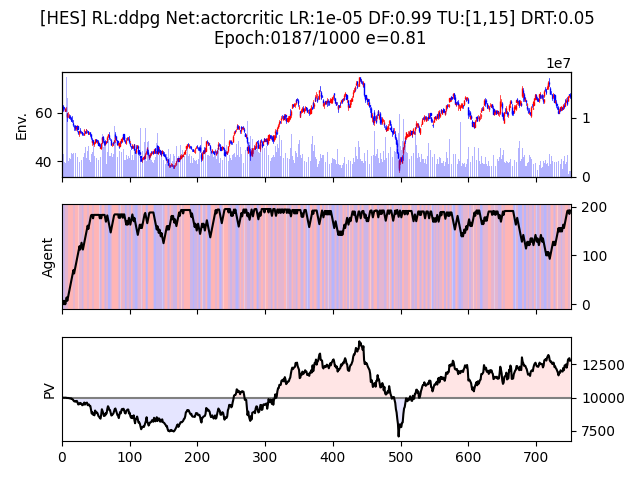 [HES] RL:ddpg Net:actorcritic LR:1e-05 DF:0.99 TU:[1,15] DRT:0.05
Epoch:0187/1000 e=0.81
1e7
Env.
60
40
1
0
Agent
200
100
0
PV
12500
10000
7500
0 100 200 300 400 500 600 700